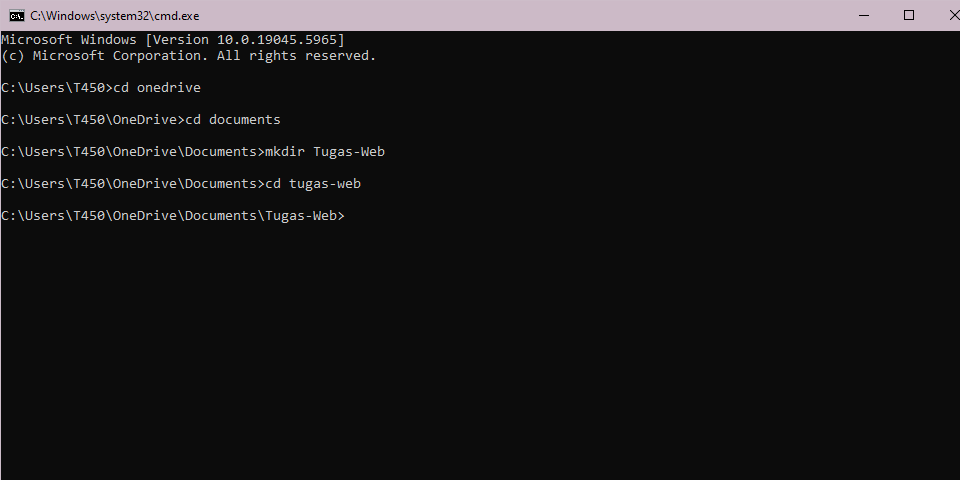 C:\Windows\system32\cmd.exe
Microsoft Windows [Version 10.0.19045.5965]
(c) Microsoft Corporation. All rights reserved.
C:\Users\T450>cd onedrive
C:\Users\T450\OneDrive>cd documents
C:\Users\T450\OneDrive\Documents>mkdir Tugas-Web
C:\Users\T450\OneDrive\Documents>cd tugas-web
C:\Users\T450\OneDrive\Documents\Tugas-Web>